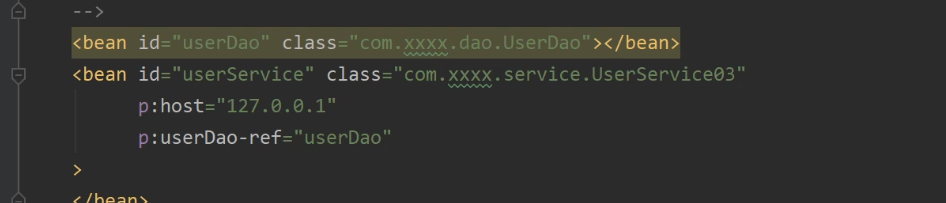 -->
<bean id="userDao" class="com.xxxx.dao.UserDao"></bean>
<bean id="userService" class="com.xxxx.service.UserService03"
p:host="127.0.0.1"
p:userDao-ref="userDao"
>
</bean>